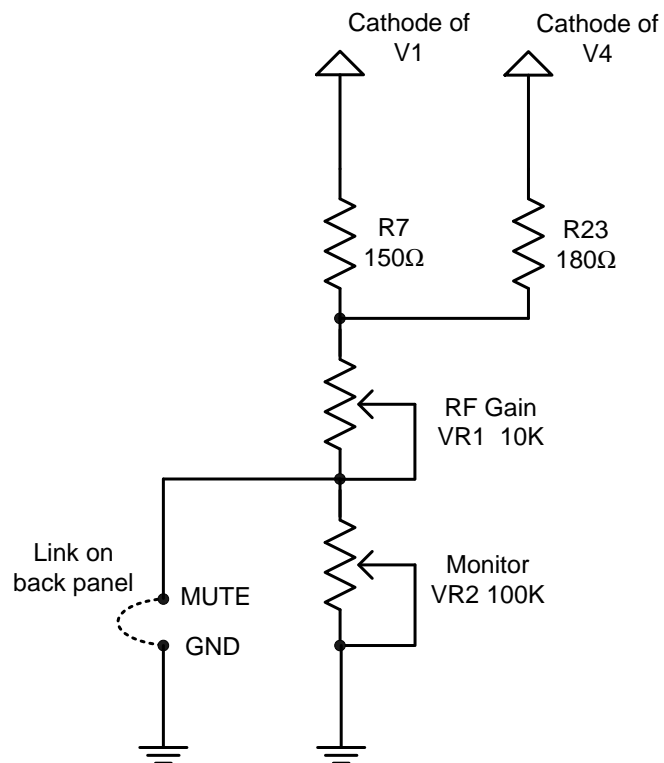 Cathode of
V1
Cathode of
V4
R7
150Ω
R23
180Ω
RF Gain
VR1 10K
Link on
back panel
MUTE
GND
Monitor
VR2 100K